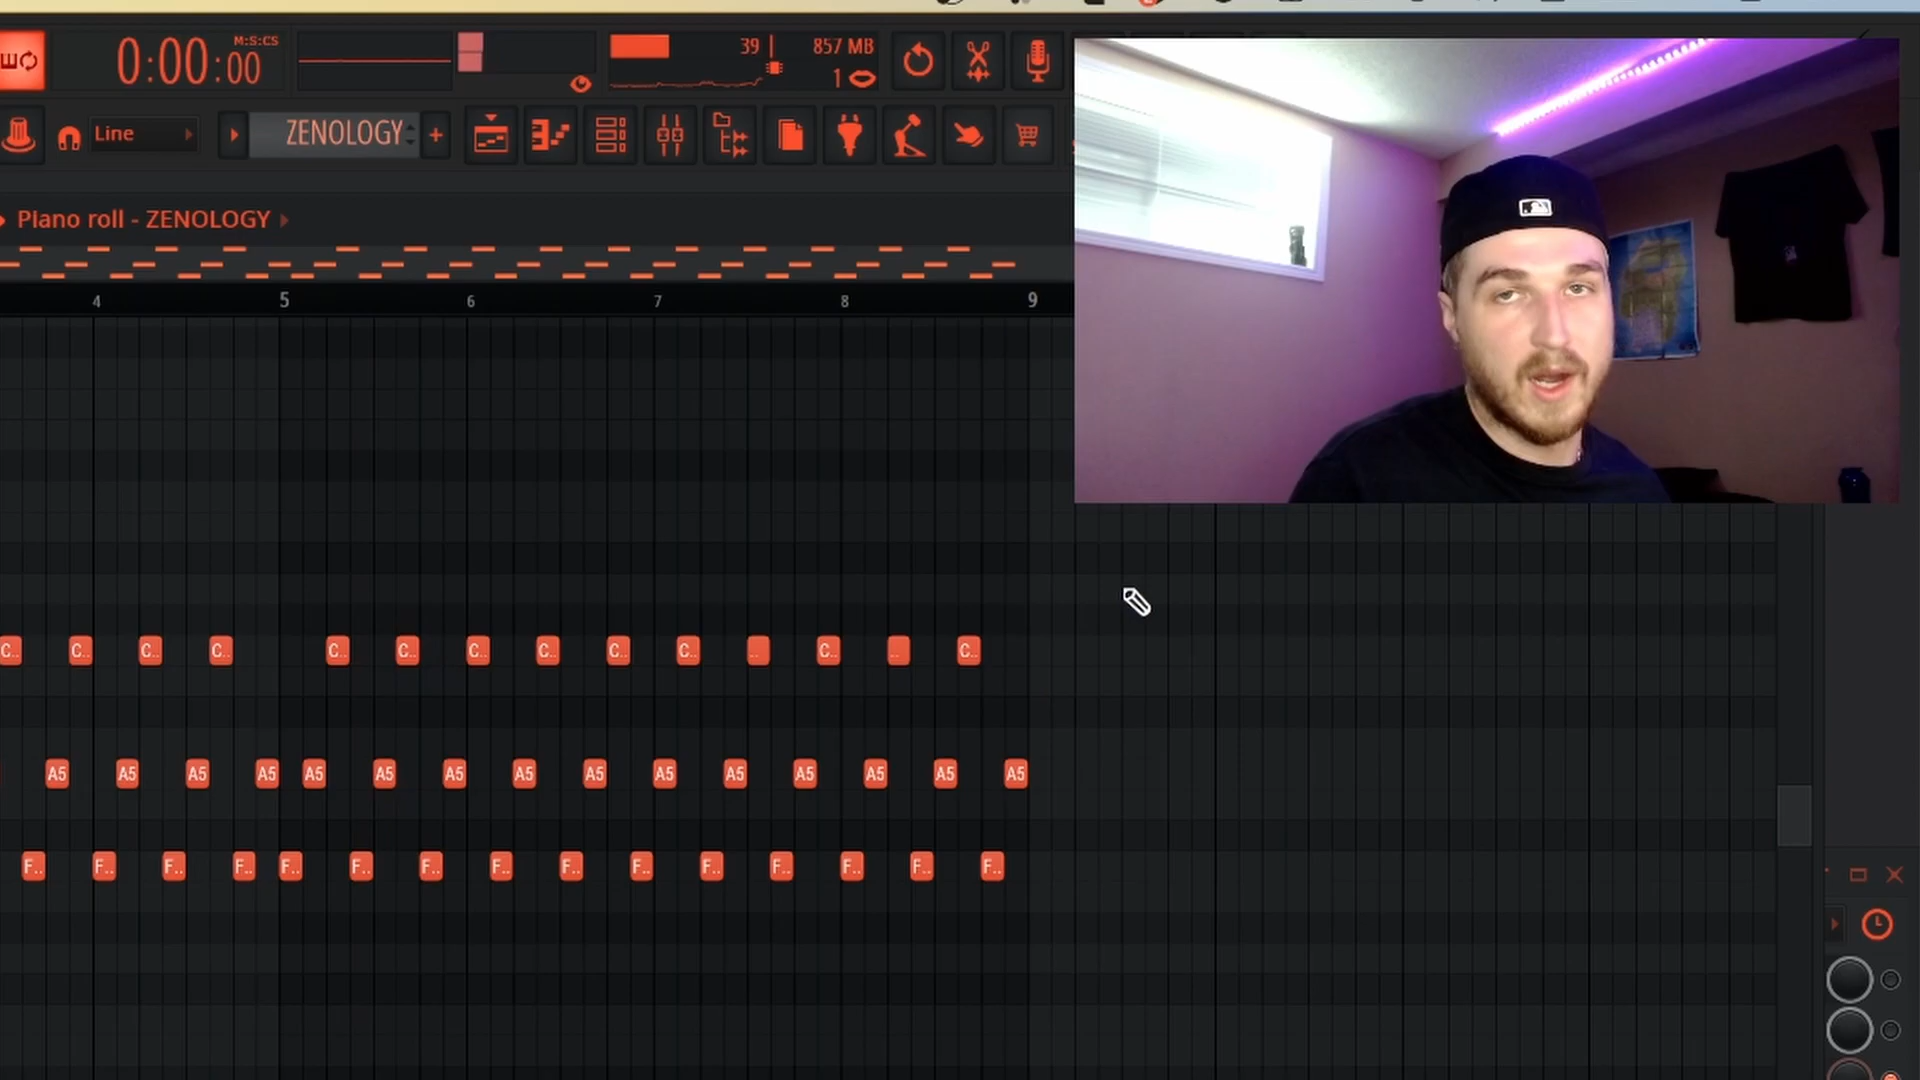 0:00:00
M:S:CS
39
857 MB
1
Line
ZENOLOGY
+
Piano roll - ZENOLOGY
4 5 6 7 8 9
C.. C.. C.. C.. C.. C.. C.. C.. C.. C.. .. C.. .. C..
A5 A5 A5 A5 A5 A5 A5 A5 A5 A5 A5 A5 A5 A5 A5
F.. F.. F.. F.. F.. F.. F.. F.. F.. F.. F.. F.. F.. F.. F..